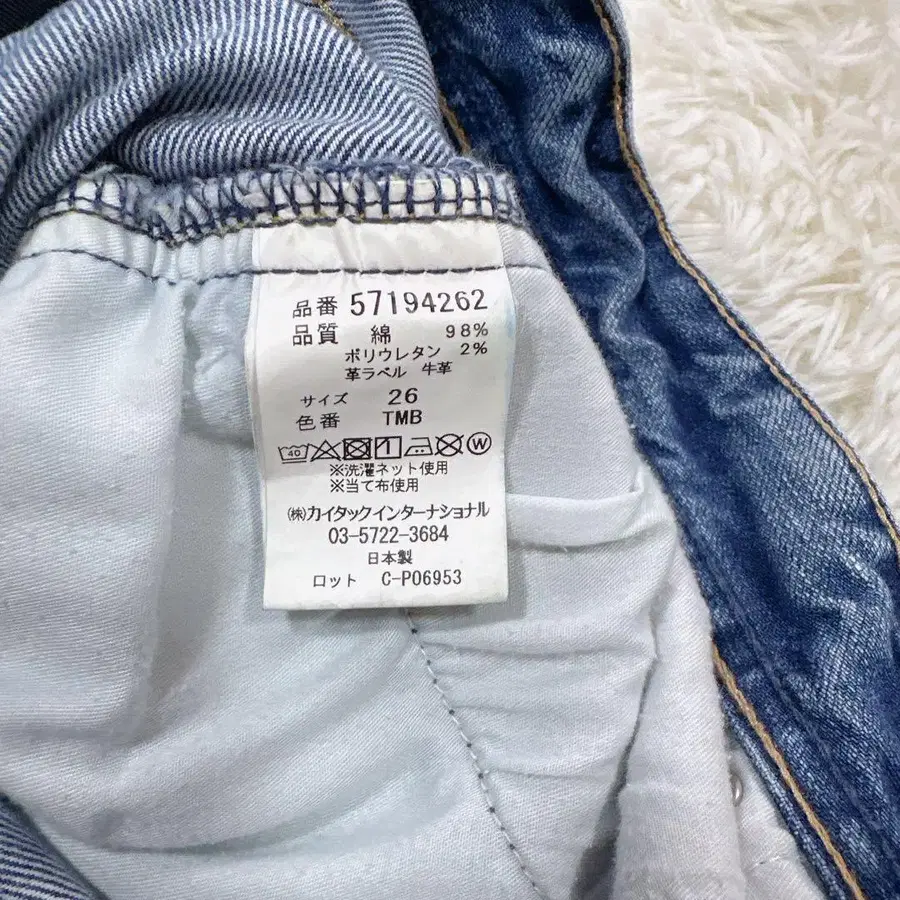 品番 57194262
品質 綿 98%
ポリウレタン 2%
革ラベル 牛革
サイズ 26
色番 TMB
40 W
※洗濯ネット使用
※当て布使用
㈱カイタックインターナショナル
03-5722-3684
日本製
ロット C-P06953